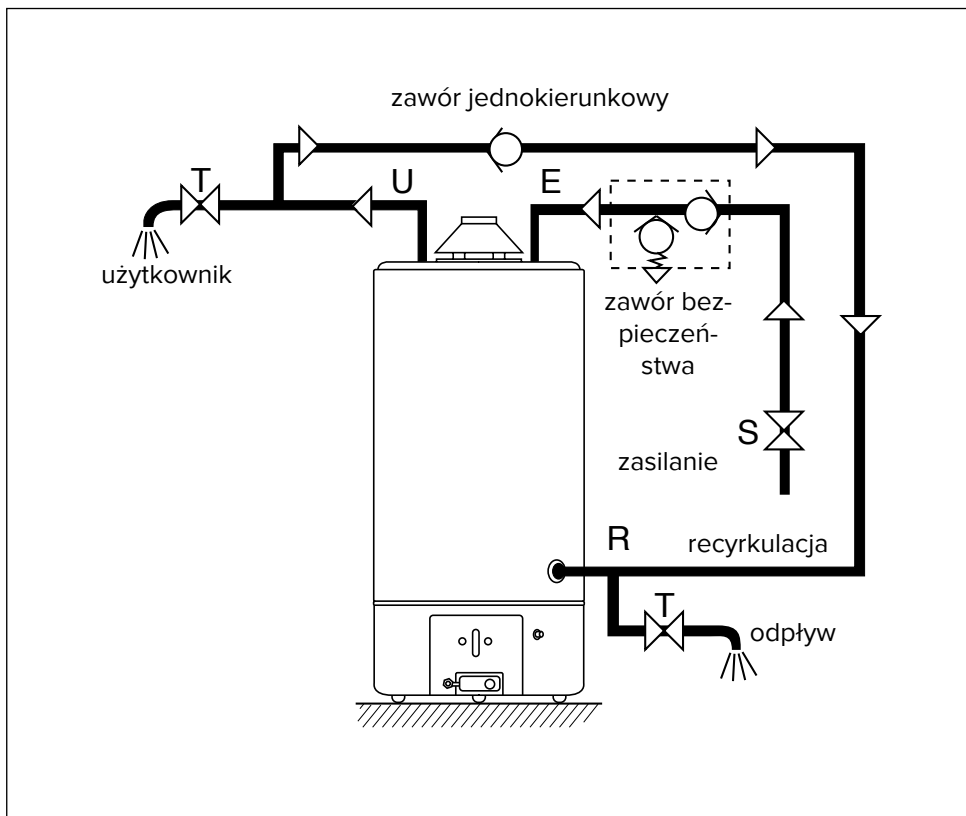 zawór jednokierunkowy
T
U
E
użytkownik
zawór bez-
pieczeń-
stwa
S
zasilanie
R
recyrkulacja
T
odpływ